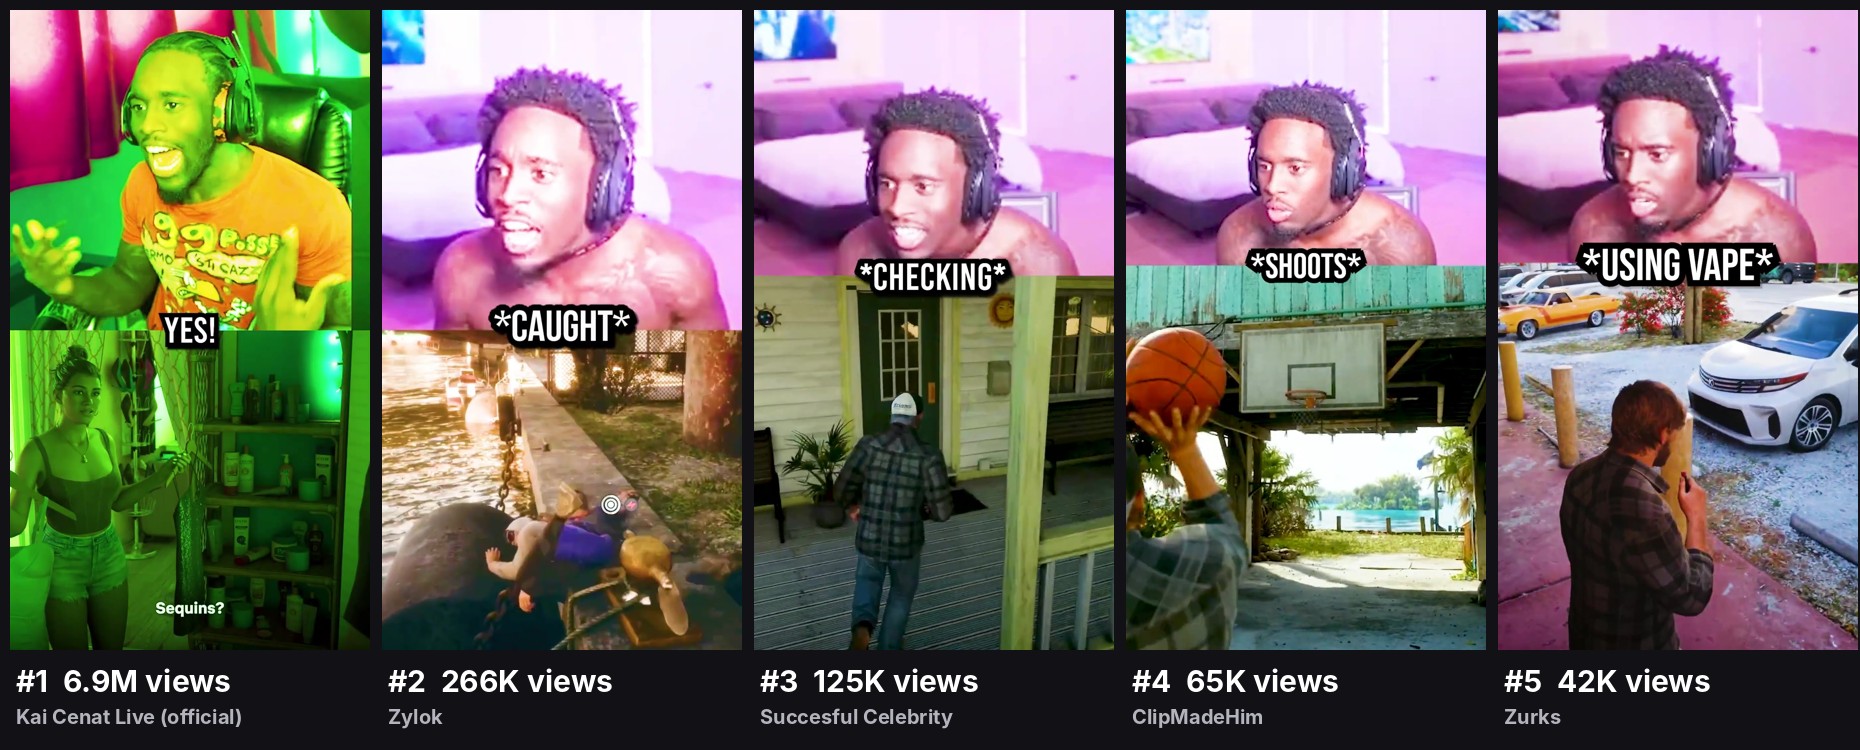 YES!
Sequins?
#1 6.9M views
Kai Cenat Live (official)
*CAUGHT*
#2 266K views
Zylok
*CHECKING*
#3 125K views
Succesful Celebrity
*SHOOTS*
#4 65K views
ClipMadeHim
*USING VAPE*
#5 42K views
Zurks